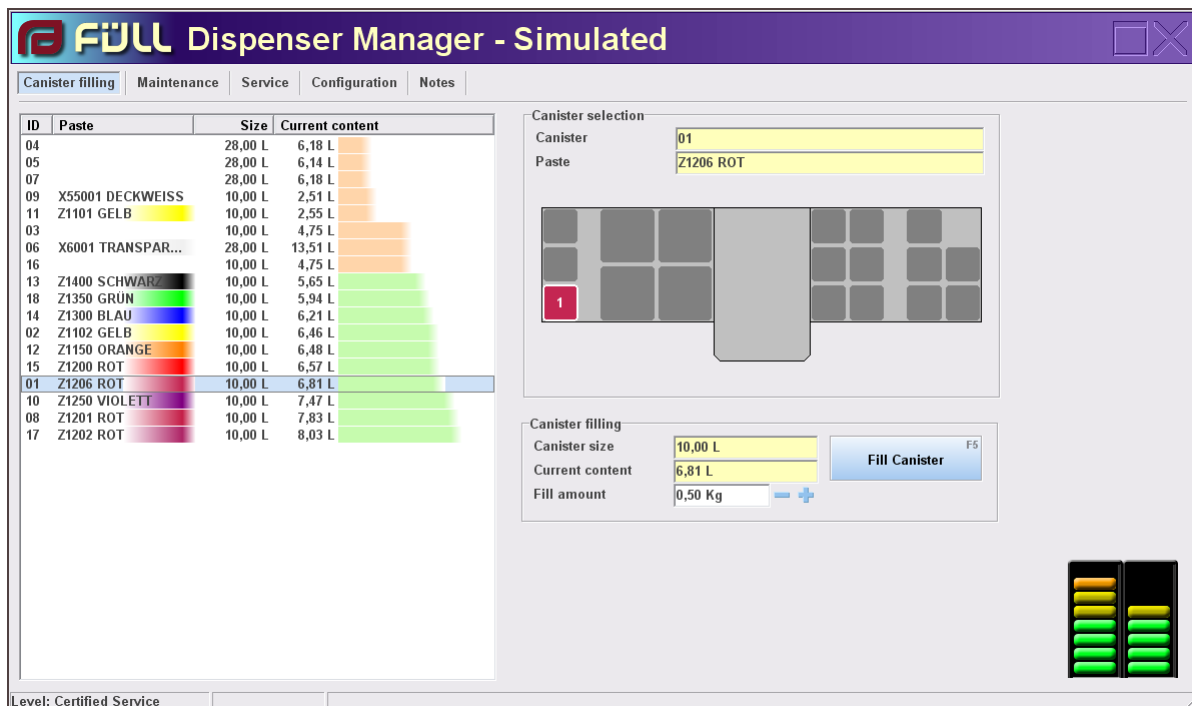 FÜLL Dispenser Manager - Simulated
Canister filling Maintenance Service Configuration Notes
ID Paste Size Current content
04 28,00 L 6,18 L
05 28,00 L 6,14 L
07 28,00 L 6,18 L
09 X55001 DECKWEISS 10,00 L 2,51 L
11 Z1101 GELB 10,00 L 2,55 L
03 10,00 L 4,75 L
06 X6001 TRANSPAR... 28,00 L 13,51 L
16 10,00 L 4,75 L
13 Z1400 SCHWARZ 10,00 L 5,65 L
18 Z1350 GRÜN 10,00 L 5,94 L
14 Z1300 BLAU 10,00 L 6,21 L
02 Z1102 GELB 10,00 L 6,46 L
12 Z1150 ORANGE 10,00 L 6,48 L
15 Z1200 ROT 10,00 L 6,57 L
01 Z1206 ROT 10,00 L 6,81 L
10 Z1250 VIOLETT 10,00 L 7,47 L
08 Z1201 ROT 10,00 L 7,83 L
17 Z1202 ROT 10,00 L 8,03 L
Canister selection
Canister 01
Paste Z1206 ROT
1
Canister filling
Canister size 10,00 L
Current content 6,81 L
Fill amount 0,50 Kg
Fill Canister F5
Level: Certified Service